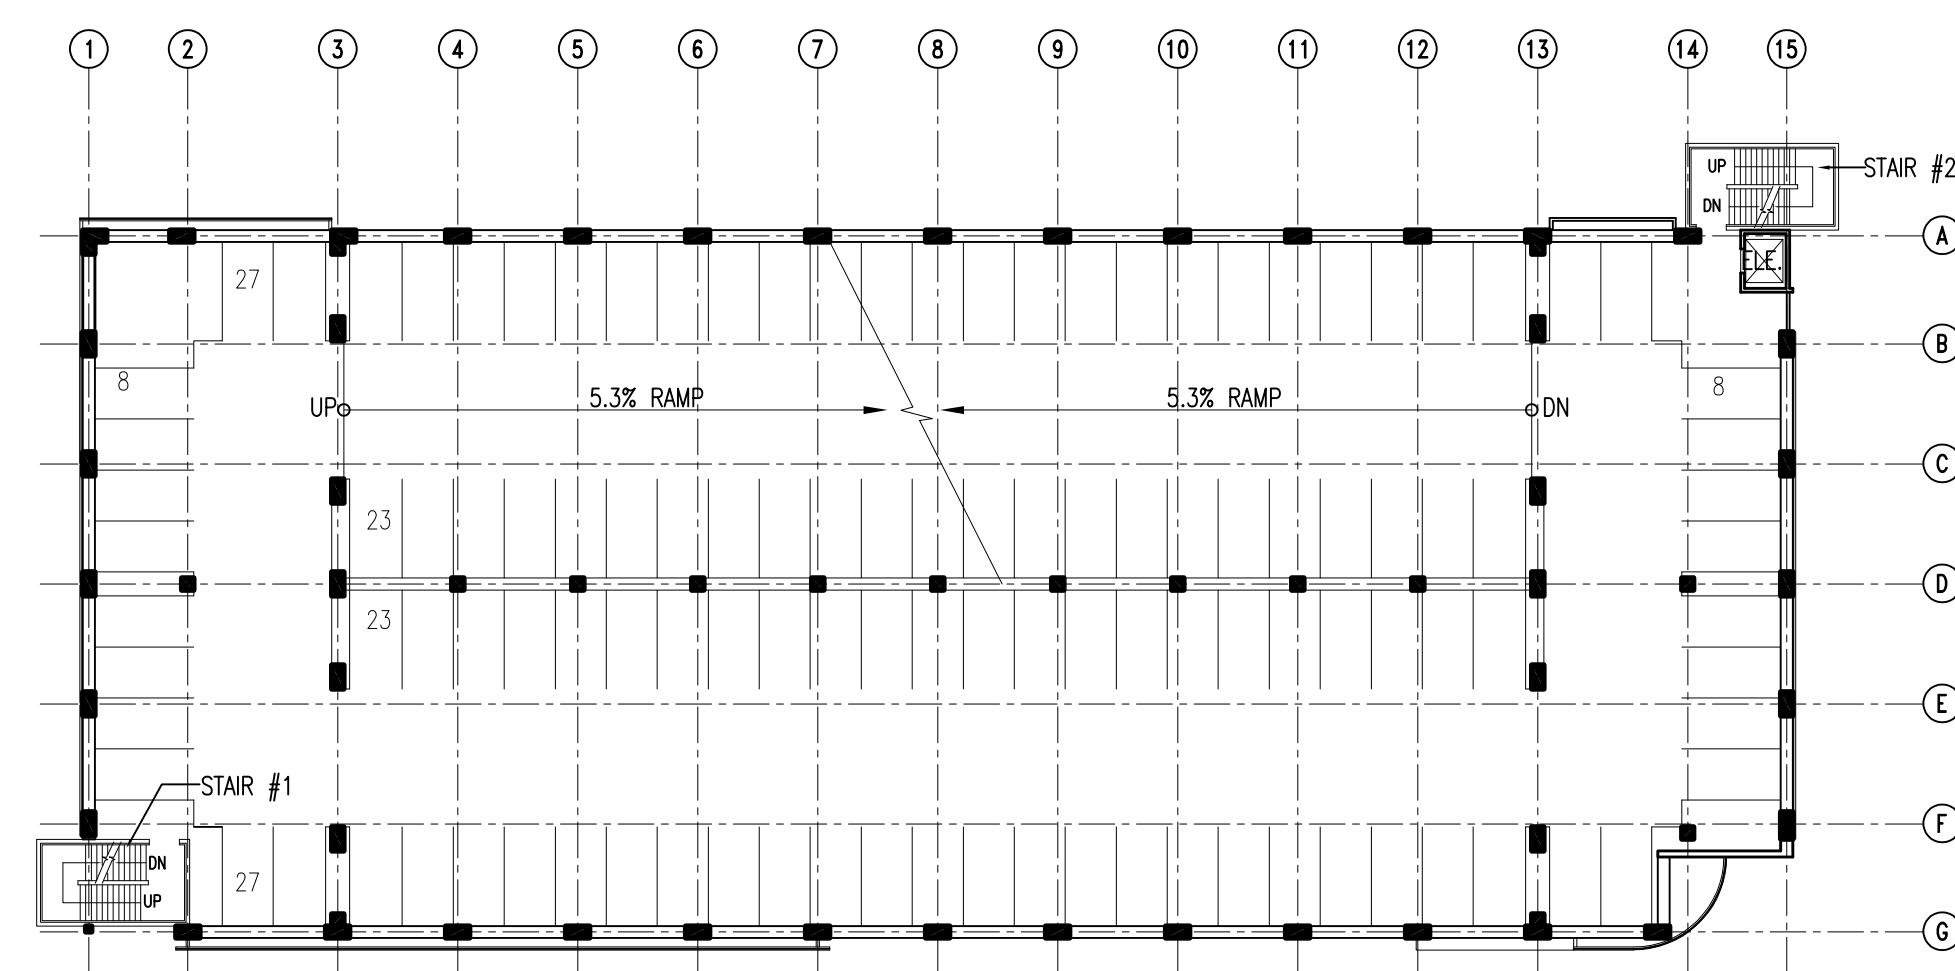 1 2 3 4 5 6 7 8 9 10 11 12 13 14 15
UP
STAIR #2
DN
A
ELE.
27
B
8
8
5.3% RAMP
5.3% RAMP
UP
DN
C
23
D
23
E
STAIR #1
F
DN
27
UP
G